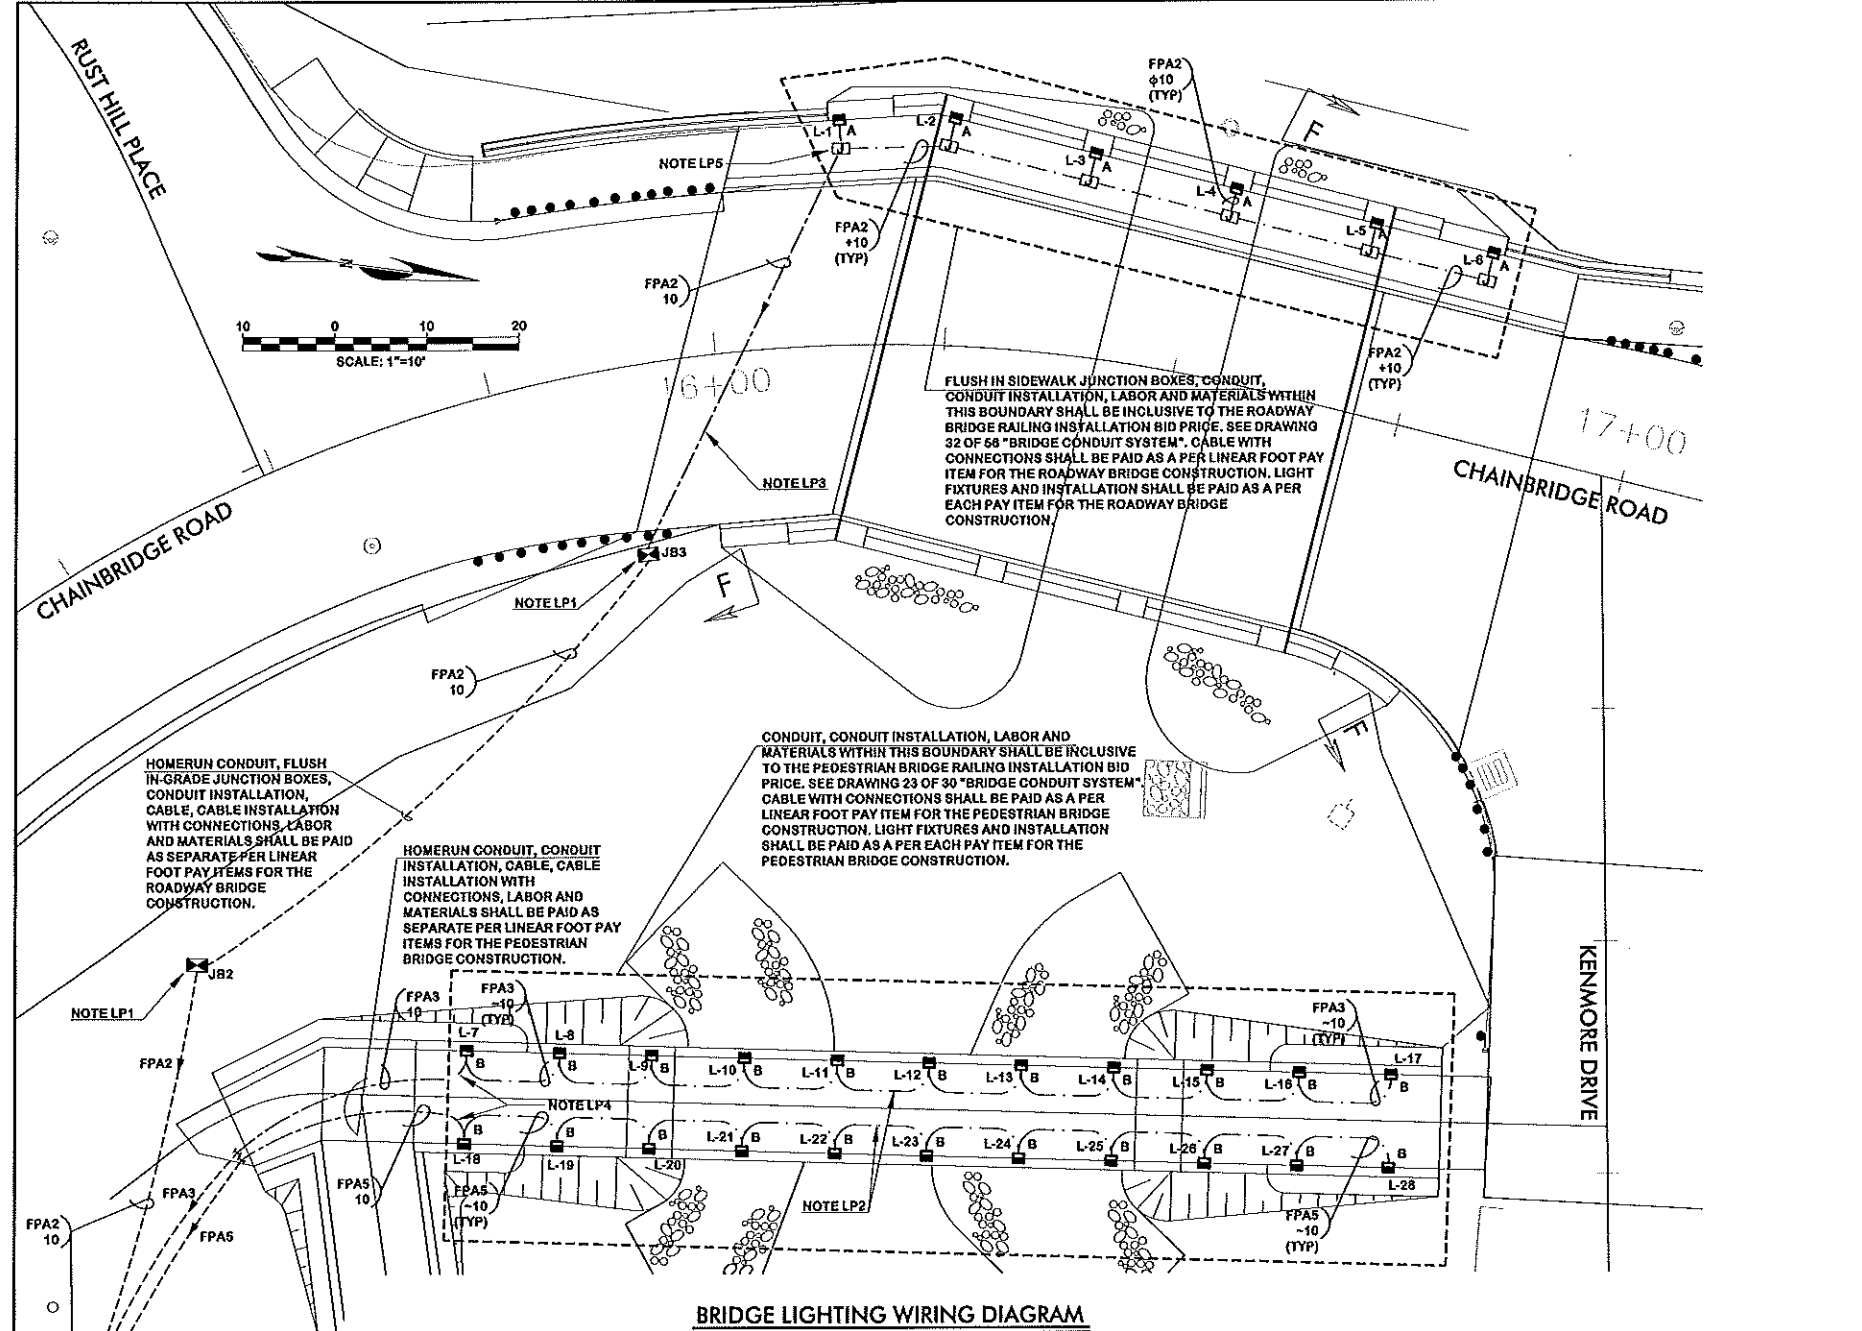 RUST HILL PLACE
FPA2
ϕ10
(TYP)
F
L-1
A
L-2
A
J
J
NOTE LP5
L-3
A
J
L-4
A
J
L-5
A
J
L-6
A
J
FPA2
+10
(TYP)
FPA2
10
N
10 0 10 20
SCALE: 1"=10'
16+00
FPA2
+10
(TYP)
17+00
CHAINBRIDGE ROAD
FLUSH IN SIDEWALK JUNCTION BOXES, CONDUIT,
CONDUIT INSTALLATION, LABOR AND MATERIALS WITHIN
THIS BOUNDARY SHALL BE INCLUSIVE TO THE ROADWAY
BRIDGE RAILING INSTALLATION BID PRICE. SEE DRAWING
32 OF 56 "BRIDGE CONDUIT SYSTEM". CABLE WITH
CONNECTIONS SHALL BE PAID AS A PER LINEAR FOOT PAY
ITEM FOR THE ROADWAY BRIDGE CONSTRUCTION. LIGHT
FIXTURES AND INSTALLATION SHALL BE PAID AS A PER
EACH PAY ITEM FOR THE ROADWAY BRIDGE
CONSTRUCTION.
NOTE LP3
CHAINBRIDGE ROAD
JB3
NOTE LP1
F
FPA2
10
F
HOMERUN CONDUIT, FLUSH
IN-GRADE JUNCTION BOXES,
CONDUIT INSTALLATION,
CABLE, CABLE INSTALLATION
WITH CONNECTIONS, LABOR
AND MATERIALS SHALL BE PAID
AS SEPARATE PER LINEAR
FOOT PAY ITEMS FOR THE
ROADWAY BRIDGE
CONSTRUCTION.
CONDUIT, CONDUIT INSTALLATION, LABOR AND
MATERIALS WITHIN THIS BOUNDARY SHALL BE INCLUSIVE
TO THE PEDESTRIAN BRIDGE RAILING INSTALLATION BID
PRICE. SEE DRAWING 23 OF 30 "BRIDGE CONDUIT SYSTEM".
CABLE WITH CONNECTIONS SHALL BE PAID AS A PER
LINEAR FOOT PAY ITEM FOR THE PEDESTRIAN BRIDGE
CONSTRUCTION. LIGHT FIXTURES AND INSTALLATION
SHALL BE PAID AS A PER EACH PAY ITEM FOR THE
PEDESTRIAN BRIDGE CONSTRUCTION.
HOMERUN CONDUIT, CONDUIT
INSTALLATION, CABLE, CABLE
INSTALLATION WITH
CONNECTIONS, LABOR AND
MATERIALS SHALL BE PAID AS
SEPARATE PER LINEAR FOOT PAY
ITEMS FOR THE PEDESTRIAN
BRIDGE CONSTRUCTION.
JB2
NOTE LP1
FPA2
FPA3
10
FPA3
~10
(TYP)
FPA3
~10
(TYP)
KENMORE DRIVE
L-7
B
L-8
B
L-9
B
L-10
B
L-11
B
L-12
B
L-13
B
L-14
B
L-15
B
L-16
B
L-17
B
NOTE LP4
B
L-18
B
L-19
B
L-20
L-21
B
L-22
B
L-23
B
L-24
B
L-25
B
L-26
B
L-27
B
B
L-28
FPA5
10
FPA5
~10
(TYP)
NOTE LP2
FPA5
~10
(TYP)
FPA3
FPA5
FPA2
10
BRIDGE LIGHTING WIRING DIAGRAM